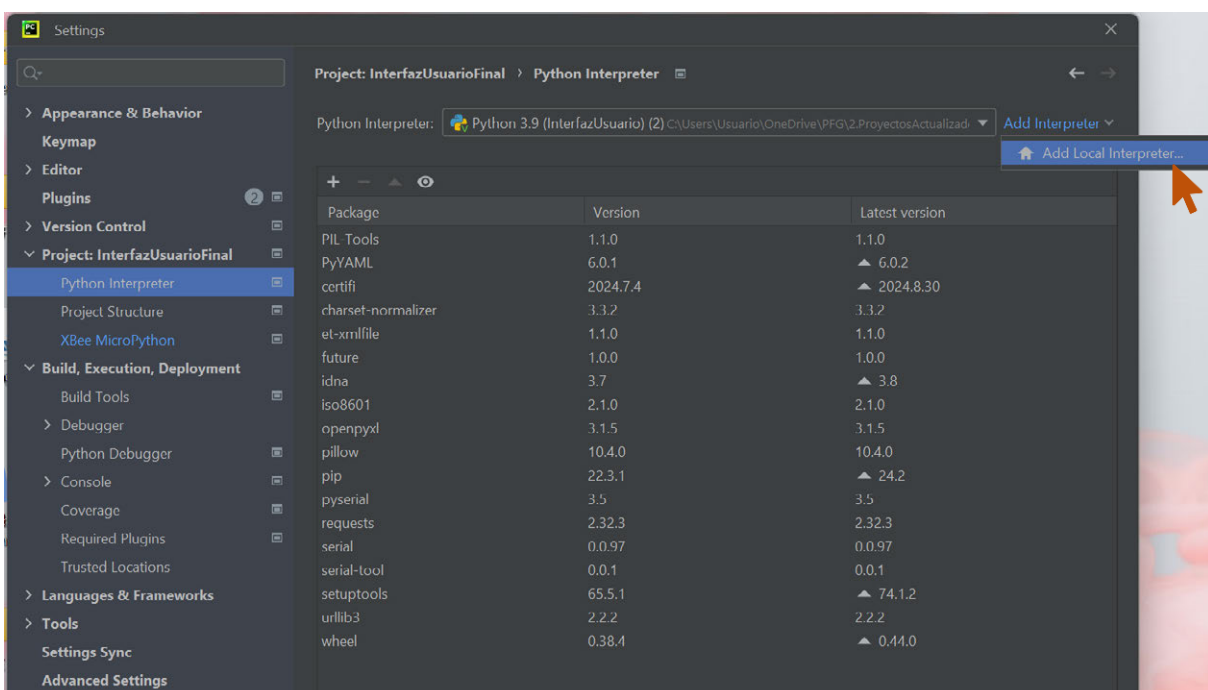 PC
Settings
Project: InterfazUsuarioFinal > Python Interpreter
Appearance & Behavior
Keymap
Editor
Plugins 2
Version Control
Project: InterfazUsuarioFinal
Python Interpreter
Project Structure
XBee MicroPython
Build, Execution, Deployment
Build Tools
Debugger
Python Debugger
Console
Coverage
Required Plugins
Trusted Locations
Languages & Frameworks
Tools
Settings Sync
Advanced Settings
Python Interpreter: Python 3.9 (InterfazUsuario) (2) C:\Users\Usuario\OneDrive\PFG\2.ProyectosActualizad Add Interpreter
Add Local Interpreter...
Package Version Latest version
PIL-Tools 1.1.0 1.1.0
PyYAML 6.0.1 6.0.2
certifi 2024.7.4 2024.8.30
charset-normalizer 3.3.2 3.3.2
et-xmlfile 1.1.0 1.1.0
future 1.0.0 1.0.0
idna 3.7 3.8
iso8601 2.1.0 2.1.0
openpyxl 3.1.5 3.1.5
pillow 10.4.0 10.4.0
pip 22.3.1 24.2
pyserial 3.5 3.5
requests 2.32.3 2.32.3
serial 0.0.97 0.0.97
serial-tool 0.0.1 0.0.1
setuptools 65.5.1 74.1.2
urllib3 2.2.2 2.2.2
wheel 0.38.4 0.44.0